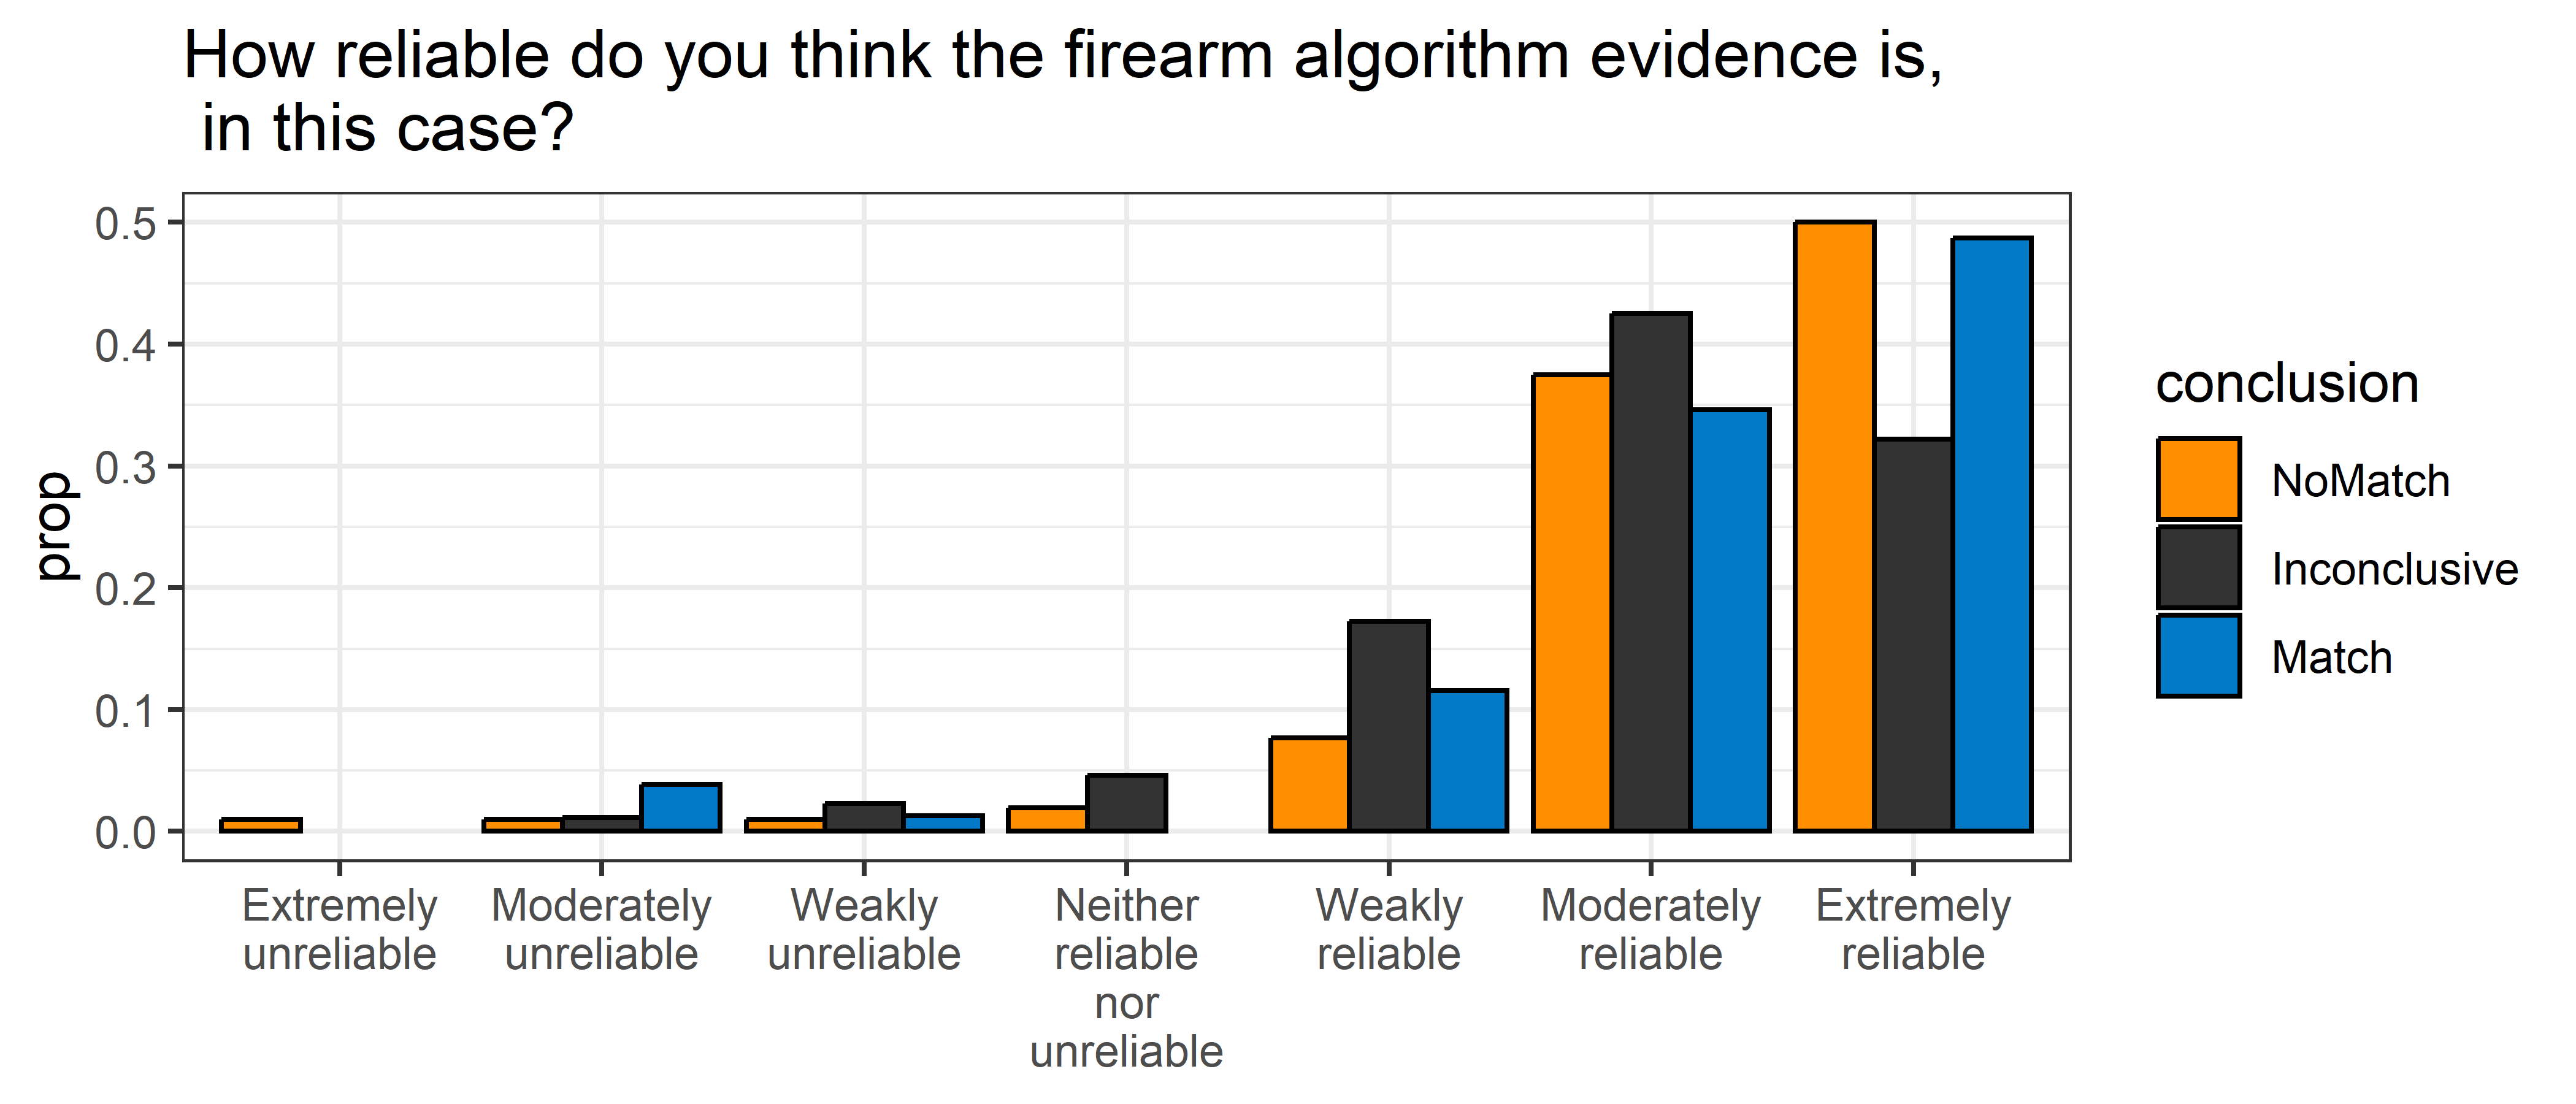 How reliable do you think the firearm algorithm evidence is,
in this case?
0.5
0.4
0.3
0.2
0.1
0.0
prop
Extremely
unreliable
Moderately
unreliable
Weakly
unreliable
Neither
reliable
nor
unreliable
Weakly
reliable
Moderately
reliable
Extremely
reliable
conclusion
NoMatch
Inconclusive
Match